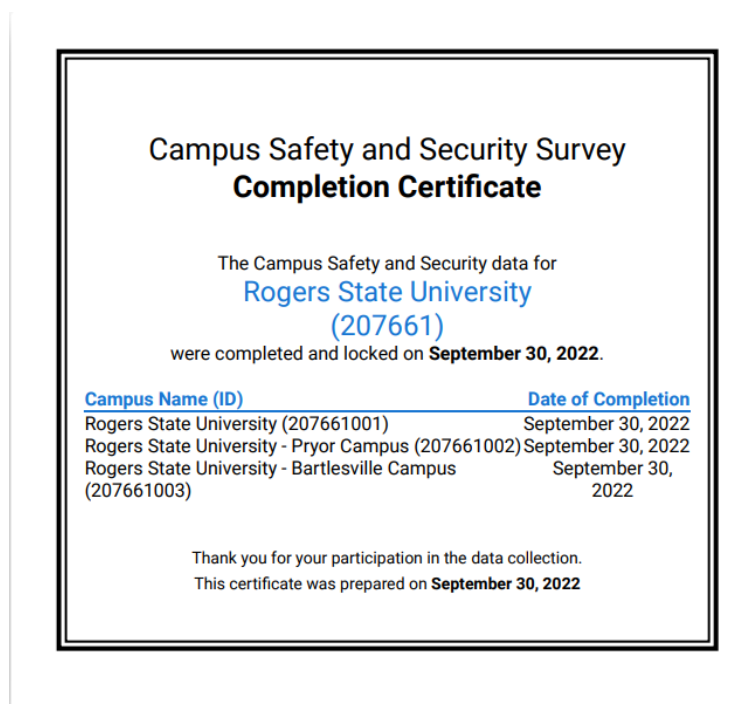 Campus Safety and Security Survey
Completion Certificate
The Campus Safety and Security data for
Rogers State University
(207661)
were completed and locked on September 30, 2022.
Campus Name (ID) Date of Completion
Rogers State University (207661001) September 30, 2022
Rogers State University - Pryor Campus (207661002) September 30, 2022
Rogers State University - Bartlesville Campus September 30,
(207661003) 2022
Thank you for your participation in the data collection.
This certificate was prepared on September 30, 2022